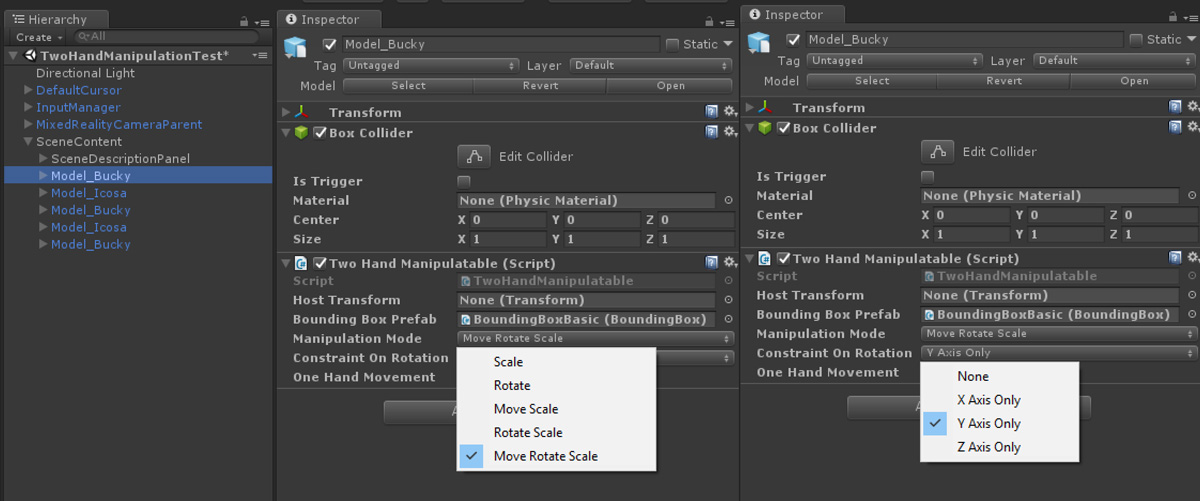 Hierarchy
Create
All
TwoHandManipulationTest*
Directional Light
DefaultCursor
InputManager
MixedRealityCameraParent
SceneContent
SceneDescriptionPanel
Model_Bucky
Model_Icosa
Model_Bucky
Model_Icosa
Model_Bucky
Inspector
Model_Bucky Static
Tag Untagged Layer Default
Model Select Revert Open
Transform
Box Collider
Edit Collider
Is Trigger
Material None (Physic Material)
Center X 0 Y 0 Z 0
Size X 1 Y 1 Z 1
Two Hand Manipulatable (Script)
Script TwoHandManipulatable
Host Transform None (Transform)
Bounding Box Prefab BoundingBoxBasic (BoundingBox)
Manipulation Mode Move Rotate Scale
Constraint On Rotation
One Hand Movement
Scale
Rotate
Move Scale
Rotate Scale
Move Rotate Scale
Inspector
Model_Bucky Static
Tag Untagged Layer Default
Model Select Revert Open
Transform
Box Collider
Edit Collider
Is Trigger
Material None (Physic Material)
Center X 0 Y 0 Z 0
Size X 1 Y 1 Z 1
Two Hand Manipulatable (Script)
Script TwoHandManipulatable
Host Transform None (Transform)
Bounding Box Prefab BoundingBoxBasic (BoundingBox)
Manipulation Mode Move Rotate Scale
Constraint On Rotation Y Axis Only
One Hand Movement
None
X Axis Only
Y Axis Only
Z Axis Only